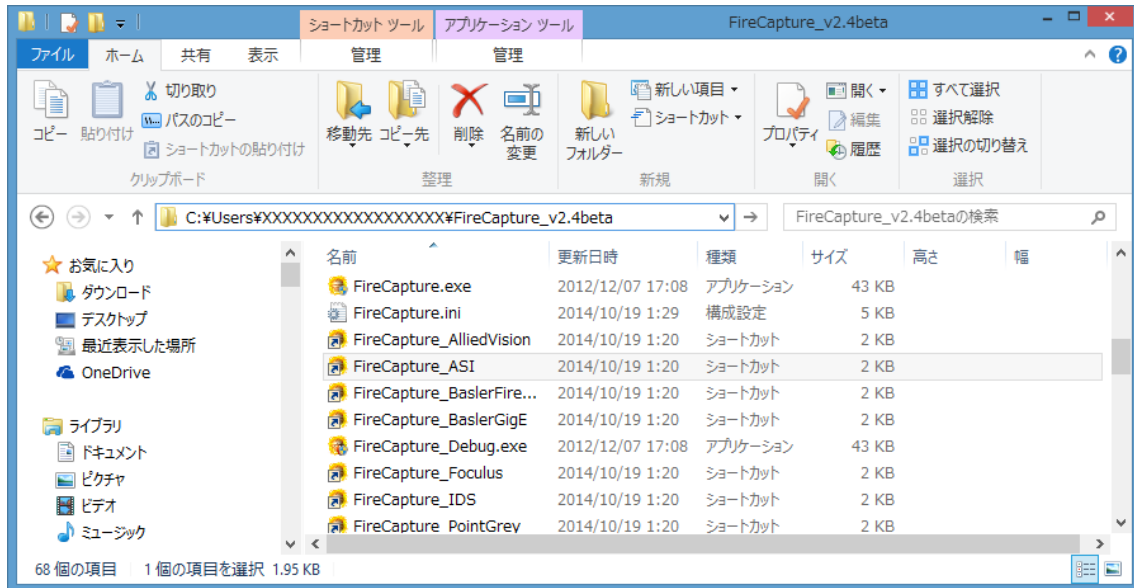 ショートカット ツール アプリケーション ツール FireCapture_v2.4beta
ファイル ホーム 共有 表示 管理 管理
コピー 貼り付け 切り取り パスのコピー ショートカットの貼り付け
クリップボード
移動先 コピー先 削除 名前の変更
整理
新しいフォルダー 新しい項目 ショートカット
新規
プロパティ 開く 編集 履歴
開く
すべて選択 選択解除 選択の切り替え
選択
C:¥Users¥XXXXXXXXXXXXXXXXXX¥FireCapture_v2.4beta FireCapture_v2.4betaの検索
お気に入り
ダウンロード
デスクトップ
最近表示した場所
OneDrive
ライブラリ
ドキュメント
ピクチャ
ビデオ
ミュージック
名前 更新日時 種類 サイズ 高さ 幅
FireCapture.exe 2012/12/07 17:08 アプリケーション 43 KB
FireCapture.ini 2014/10/19 1:29 構成設定 5 KB
FireCapture_AlliedVision 2014/10/19 1:20 ショートカット 2 KB
FireCapture_ASI 2014/10/19 1:20 ショートカット 2 KB
FireCapture_BaslerFire... 2014/10/19 1:20 ショートカット 2 KB
FireCapture_BaslerGigE 2014/10/19 1:20 ショートカット 2 KB
FireCapture_Debug.exe 2012/12/07 17:08 アプリケーション 43 KB
FireCapture_Foculus 2014/10/19 1:20 ショートカット 2 KB
FireCapture_IDS 2014/10/19 1:20 ショートカット 2 KB
FireCapture_PointGrey 2014/10/19 1:20 ショートカット 2 KB
68 個の項目 1 個の項目を選択 1.95 KB